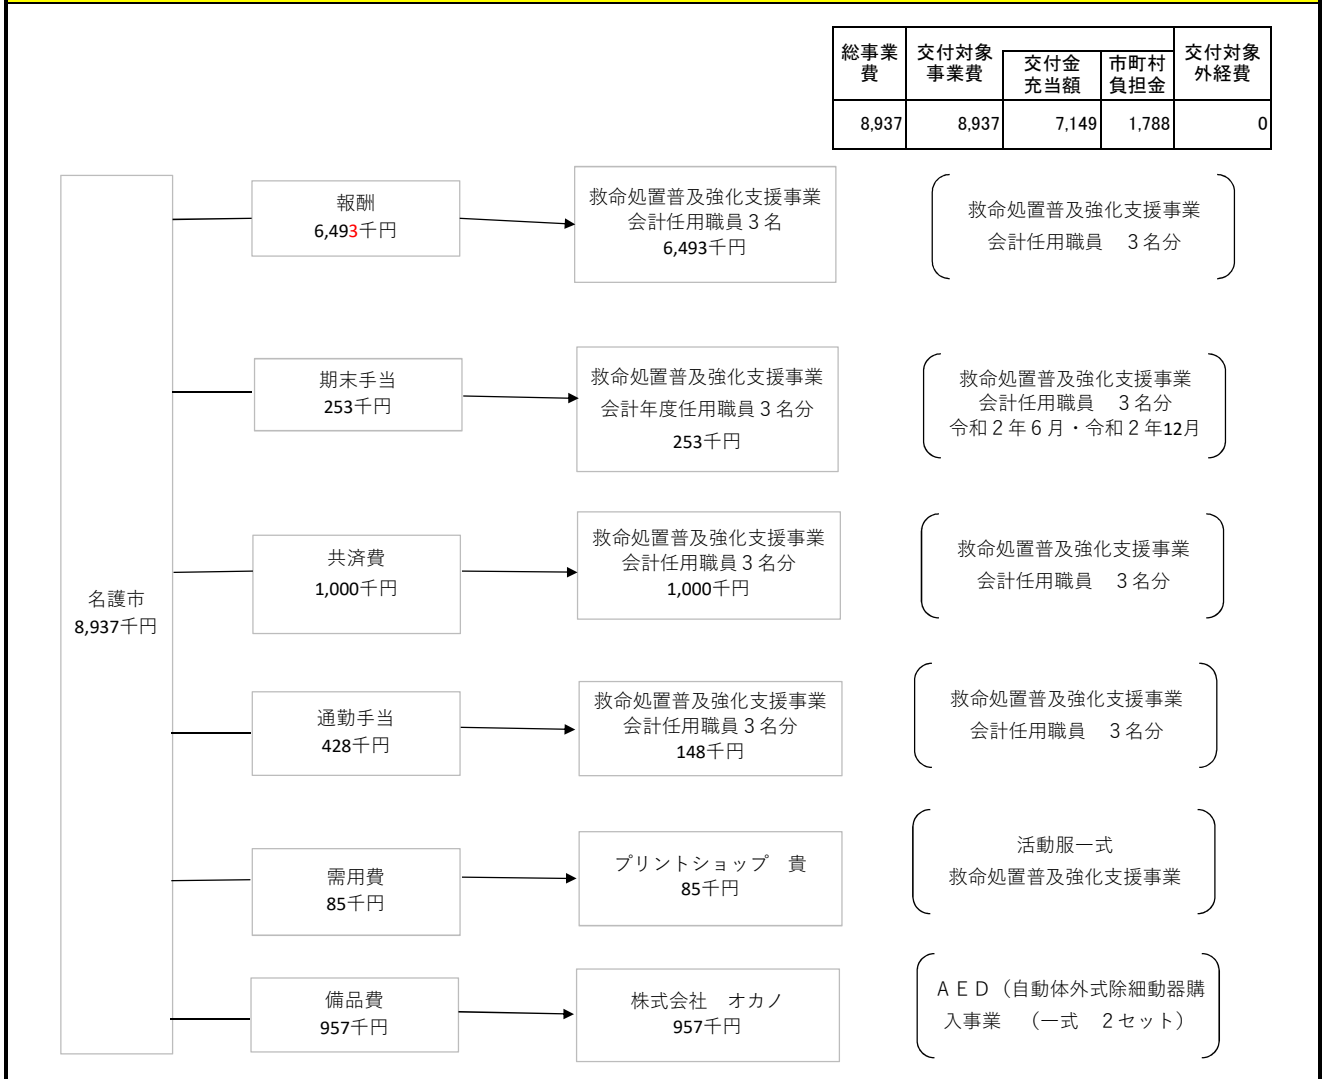 総事業
費
交付対象
事業費
交付金
充当額
市町村
負担金
交付対象
外経費
8,937
8,937
7,149
1,788
0
名護市
8,937千円
報酬
6,493千円
救命処置普及強化支援事業
会計任用職員３名
6,493千円
救命処置普及強化支援事業
会計任用職員　３名分
期末手当
253千円
救命処置普及強化支援事業
会計年度任用職員３名分
253千円
救命処置普及強化支援事業
会計任用職員　３名分
令和２年６月・令和２年12月
共済費
1,000千円
救命処置普及強化支援事業
会計任用職員３名分
1,000千円
救命処置普及強化支援事業
会計任用職員　３名分
通勤手当
428千円
救命処置普及強化支援事業
会計任用職員３名分
148千円
救命処置普及強化支援事業
会計任用職員　３名分
需用費
85千円
プリントショップ　貴
85千円
活動服一式
救命処置普及強化支援事業
備品費
957千円
株式会社　オカノ
957千円
ＡＥＤ（自動体外式除細動器購
入事業　（一式　２セット）